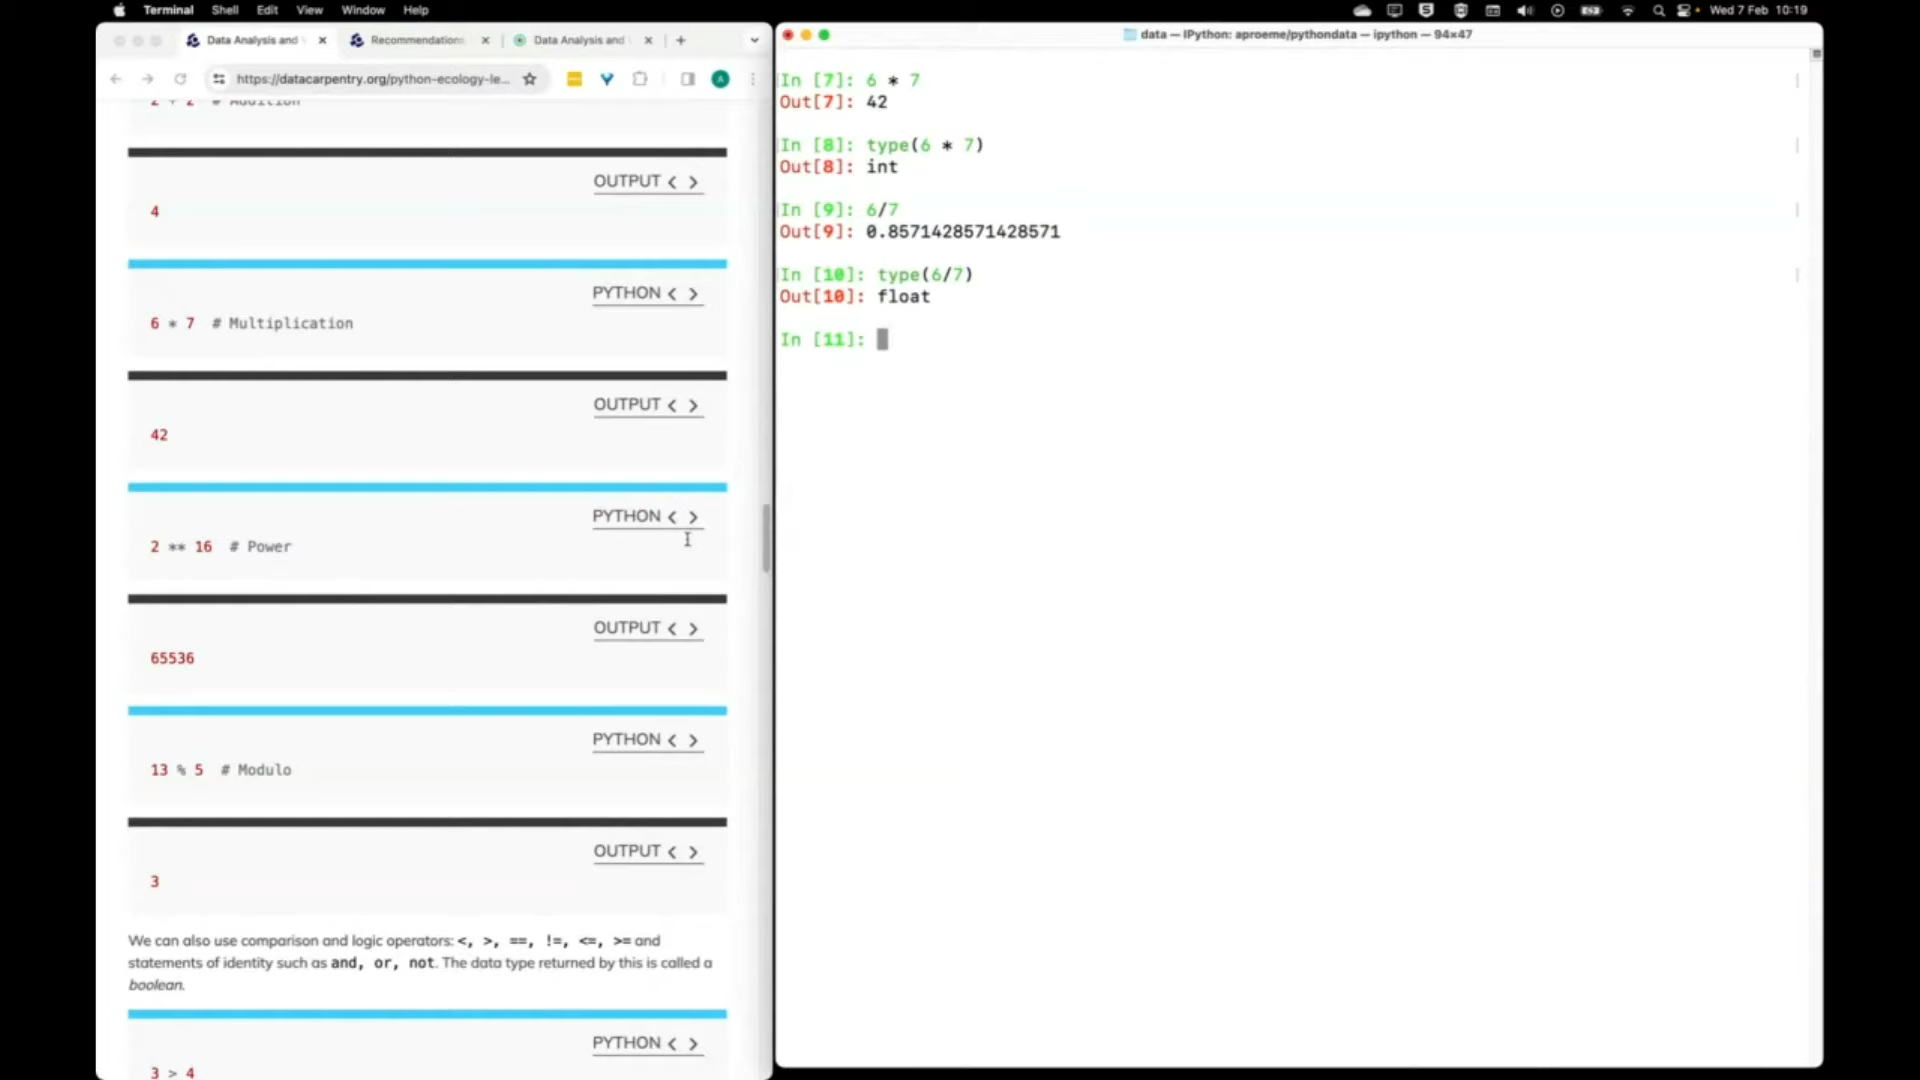 Terminal Shell Edit View Window Help
Wed 7 Feb 10:19
Data Analysis and
Recommendations
Data Analysis and
https://datacarpentry.org/python-ecology-le...
A
2 + 2 # Addition
OUTPUT < >
4
PYTHON < >
6 * 7 # Multiplication
OUTPUT < >
42
PYTHON < >
2 ** 16 # Power
OUTPUT < >
65536
PYTHON < >
13 % 5 # Modulo
OUTPUT < >
3
We can also use comparison and logic operators: <, >, ==, !=, <=, >= and
statements of identity such as and, or, not. The data type returned by this is called a
boolean.
PYTHON < >
3 > 4
data — IPython: aproeme/pythondata — ipython — 94×47
In [7]: 6 * 7
Out[7]: 42
In [8]: type(6 * 7)
Out[8]: int
In [9]: 6/7
Out[9]: 0.8571428571428571
In [10]: type(6/7)
Out[10]: float
In [11]: